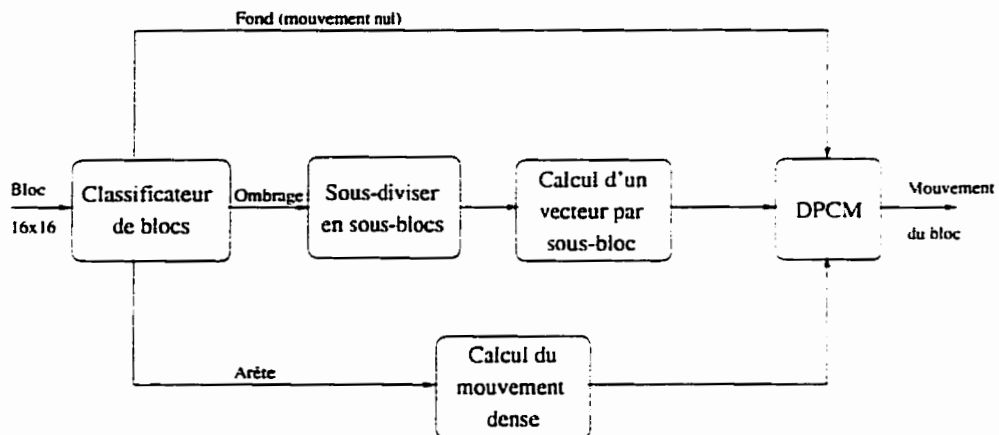 Fond (mouvement nul)
Bloc
16x16
Classificateur
de blocs
Ombrage
Sous-diviser
en sous-blocs
Calcul d'un
vecteur par
sous-bloc
DPCM
Mouvement
du bloc
Arête
Calcul du
mouvement
dense